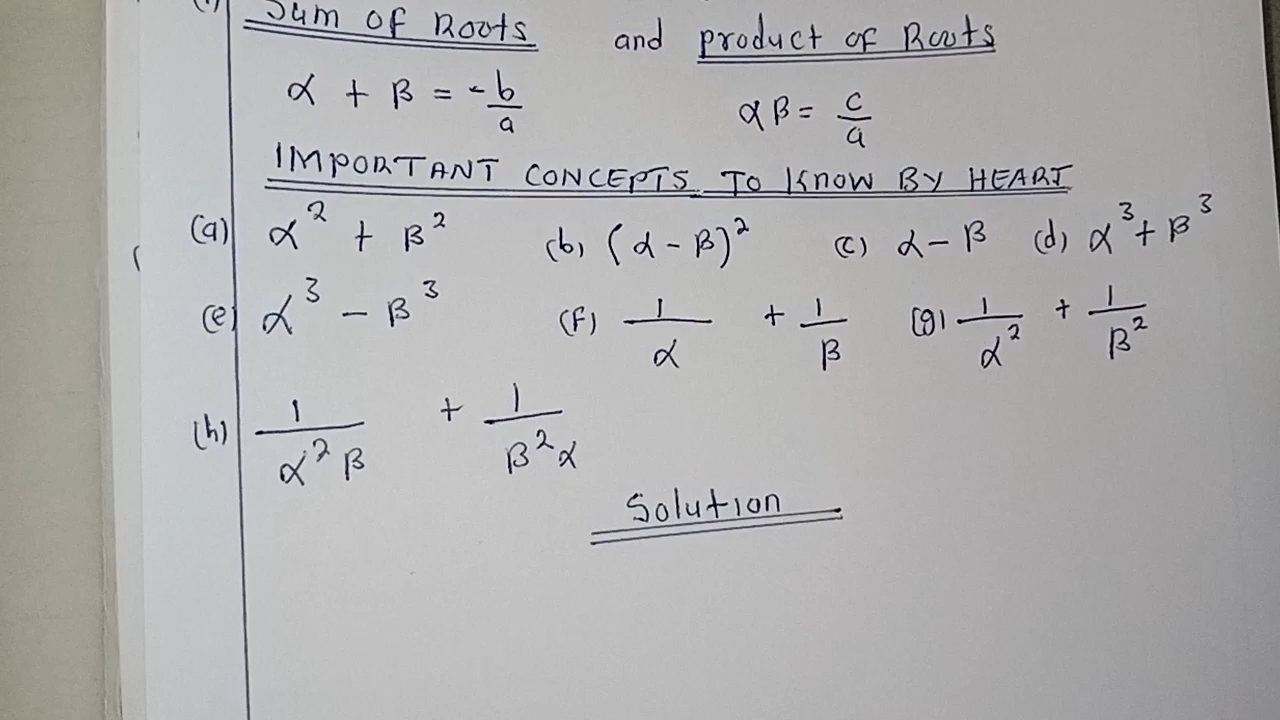 Sum of Roots and product of Roots
α + β = -b/a αβ = c/a
IMPORTANT CONCEPTS TO KNOW BY HEART
(a) α² + β² (b) (α - β)² (c) α - β (d) α³ + β³
(e) α³ - β³ (f) 1/α + 1/β (g) 1/α² + 1/β²
(h) 1/α²β + 1/β²α
Solution